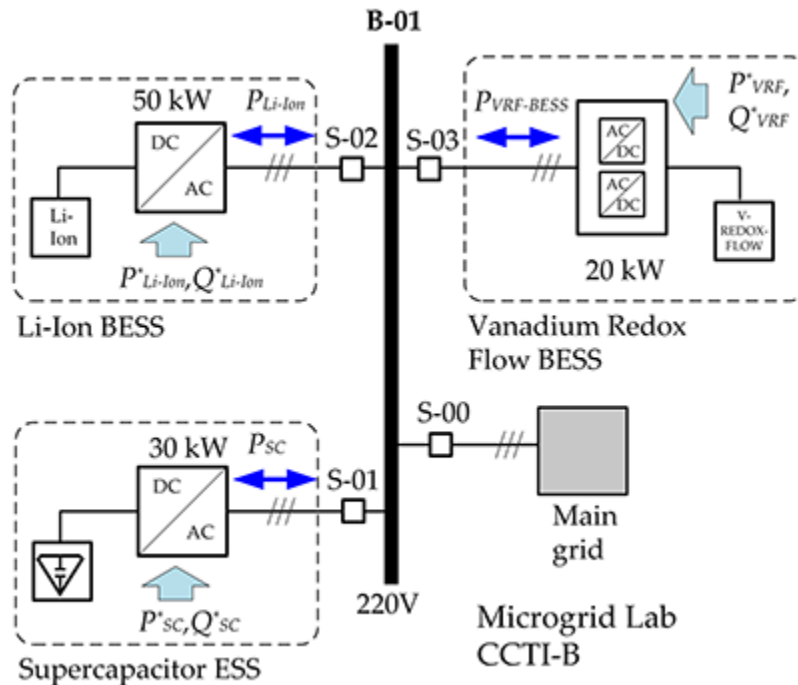 B-01
50 kW
P Li-Ion
DC
AC
S-02
Li-
Ion
P*Li-Ion,Q*Li-Ion
Li-Ion BESS
S-03
PVRF-BESS
AC
DC
AC
DC
P*VRF,
Q*VRF
V-
REDOX-
FLOW
20 kW
Vanadium Redox
Flow BESS
30 kW
PSC
DC
AC
S-01
P*SC,Q*SC
Supercapacitor ESS
S-00
Main
grid
220V
Microgrid Lab
CCTI-B